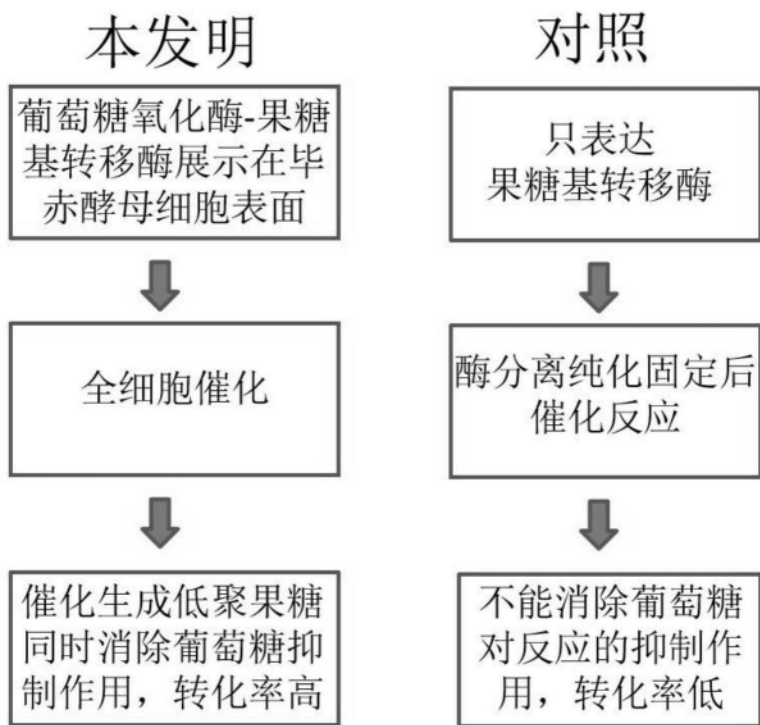 本发明
葡萄糖氧化酶-果糖
基转移酶展示在毕
赤酵母细胞表面
全细胞催化
催化生成低聚果糖
同时消除葡萄糖抑
制作用，转化率高
对照
只表达
果糖基转移酶
酶分离纯化固定后
催化反应
不能消除葡萄糖
对反应的抑制作
用，转化率低